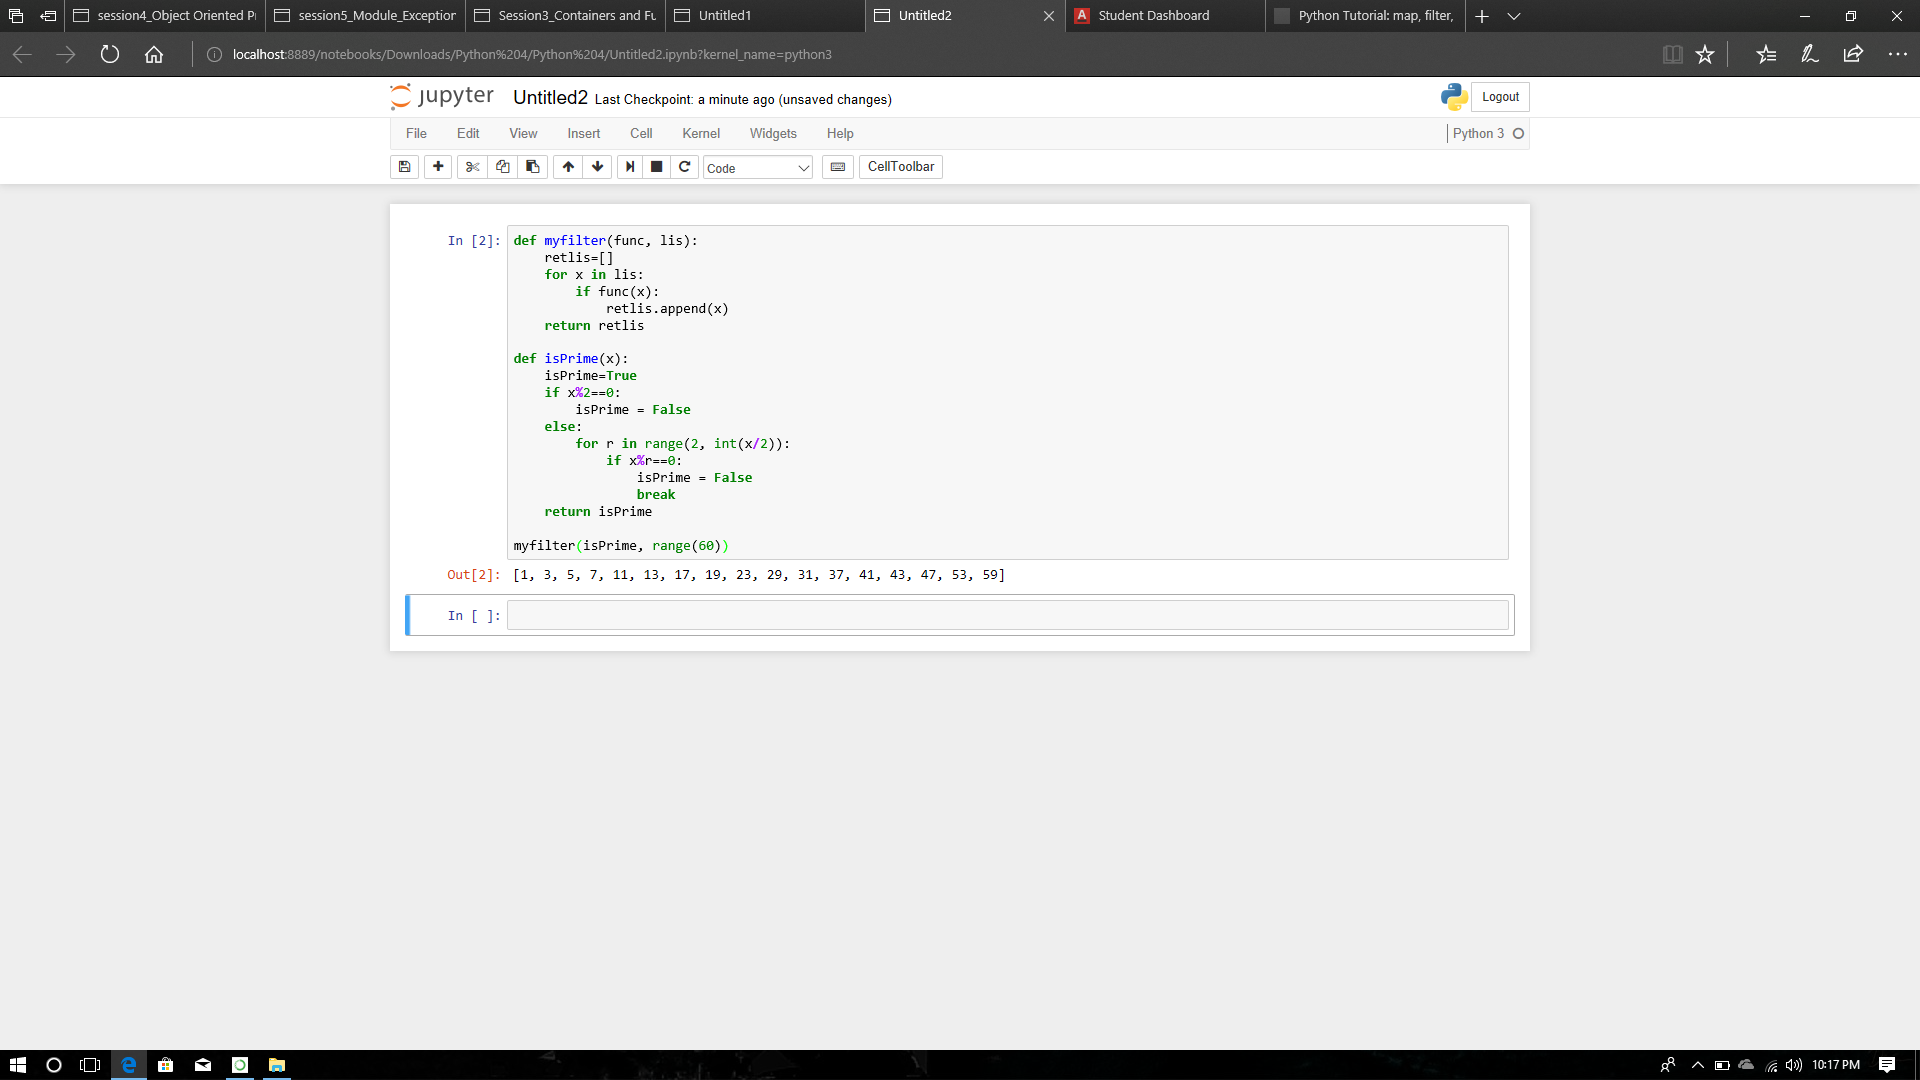 session4_Object Oriented Pr
session5_Module_Exception
Session3_Containers and Fu
Untitled1
Untitled2
A Student Dashboard
Python Tutorial: map, filter,
localhost:8889/notebooks/Downloads/Python%204/Python%204/Untitled2.ipynb?kernel_name=python3
jupyter Untitled2 Last Checkpoint: a minute ago (unsaved changes)
Logout
File Edit View Insert Cell Kernel Widgets Help
Python 3
Code
CellToolbar
In [2]:
def myfilter(func, lis):
    retlis=[]
    for x in lis:
        if func(x):
            retlis.append(x)
    return retlis
def isPrime(x):
    isPrime=True
    if x%2==0:
        isPrime = False
    else:
        for r in range(2, int(x/2)):
            if x%r==0:
                isPrime = False
                break
    return isPrime
myfilter(isPrime, range(60))
Out[2]: [1, 3, 5, 7, 11, 13, 17, 19, 23, 29, 31, 37, 41, 43, 47, 53, 59]
In [ ]:
10:17 PM